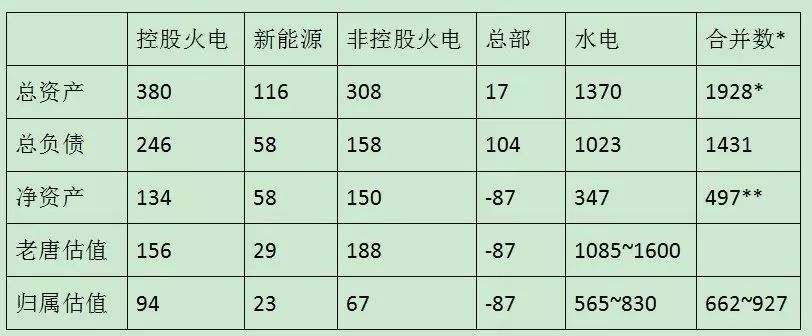 控股火电 新能源 非控股火电 总部 水电 合并数*
总资产 380 116 308 17 1370 1928*
总负债 246 58 158 104 1023 1431
净资产 134 58 150 -87 347 497**
老唐估值 156 29 188 -87 1085~1600
归属估值 94 23 67 -87 565~830 662~927